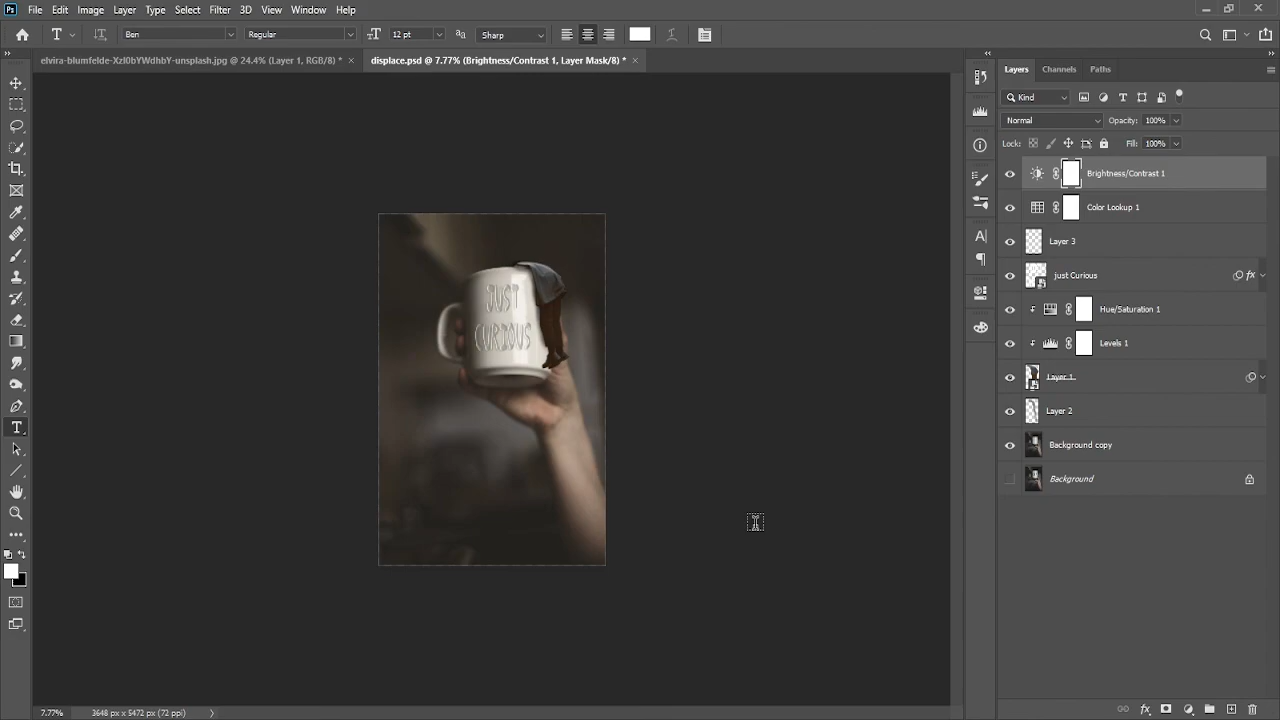 Ps File Edit Image Layer Type Select Filter 3D View Window Help
T Ben Regular 12 pt aa Sharp
elvira-blumfelde-XzI0bYWdhbY-unsplash.jpg @ 24.4% (Layer 1, RGB/8) * ×
displace.psd @ 7.77% (Brightness/Contrast 1, Layer Mask/8) * ×
JUST
CURIOUS
Layers Channels Paths
Kind
Normal Opacity: 100%
Lock: Fill: 100%
Brightness/Contrast 1
Color Lookup 1
Layer 3
just Curious fx
Hue/Saturation 1
Levels 1
Layer 1
Layer 2
Background copy
Background
7.77% 3648 px x 5472 px (72 ppi)